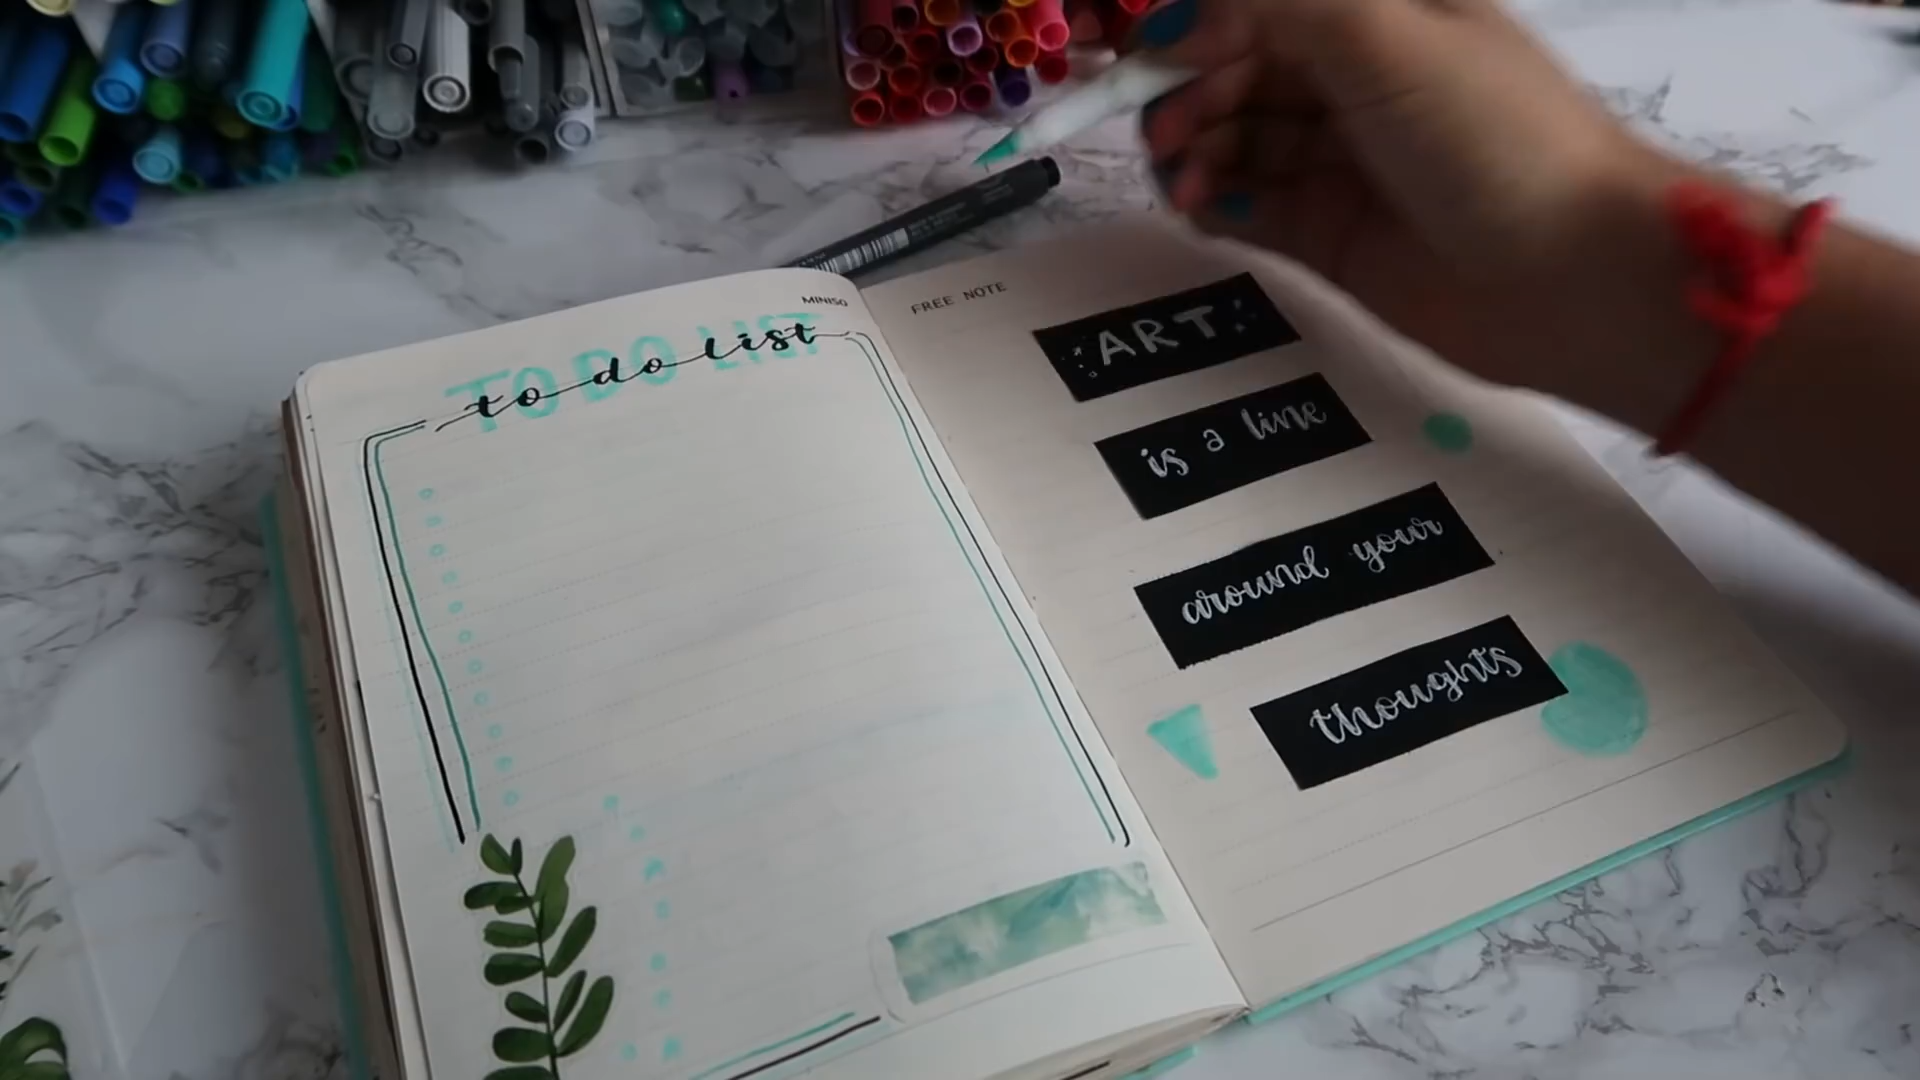 MINISO
TO DO LIST
to do list
FREE NOTE
ART
is a line
around your
thoughts